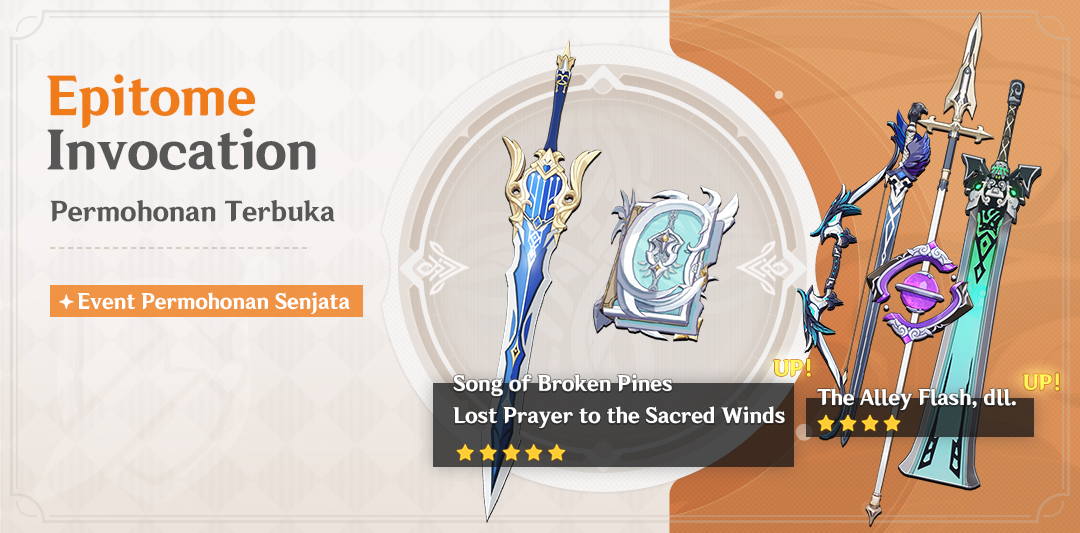 Epitome
Invocation
Permohonan Terbuka
Event Permohonan Senjata
UP!
Song of Broken Pines
Lost Prayer to the Sacred Winds
UP!
The Alley Flash, dll.